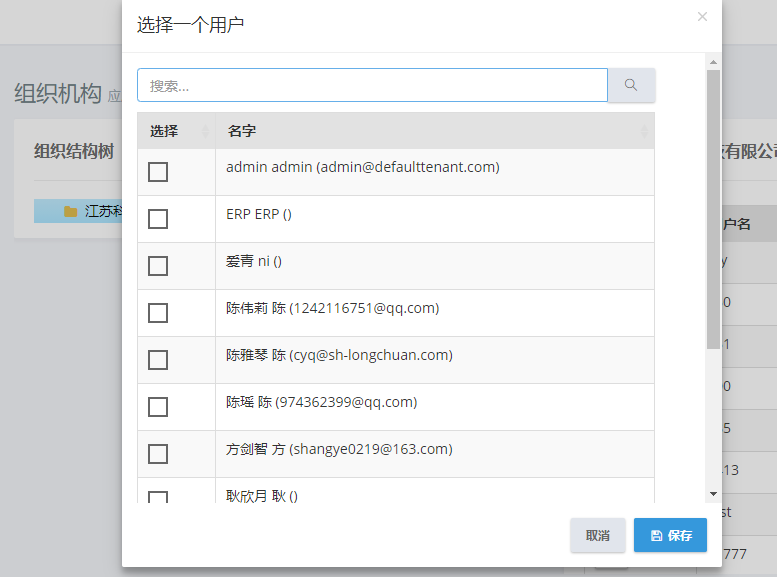 选择一个用户
×
组织机构
组织结构树
江苏科
搜索...
选择 名字
admin admin (admin@defaulttenant.com)
ERP ERP ()
爱青 ni ()
陈伟莉 陈 (1242116751@qq.com)
陈雅琴 陈 (cyq@sh-longchuan.com)
陈瑶 陈 (974362399@qq.com)
方剑智 方 (shangye0219@163.com)
耿欣月 耿 ()
取消
保存
有限公司
户名
y
0
1
0
5
13
st
777